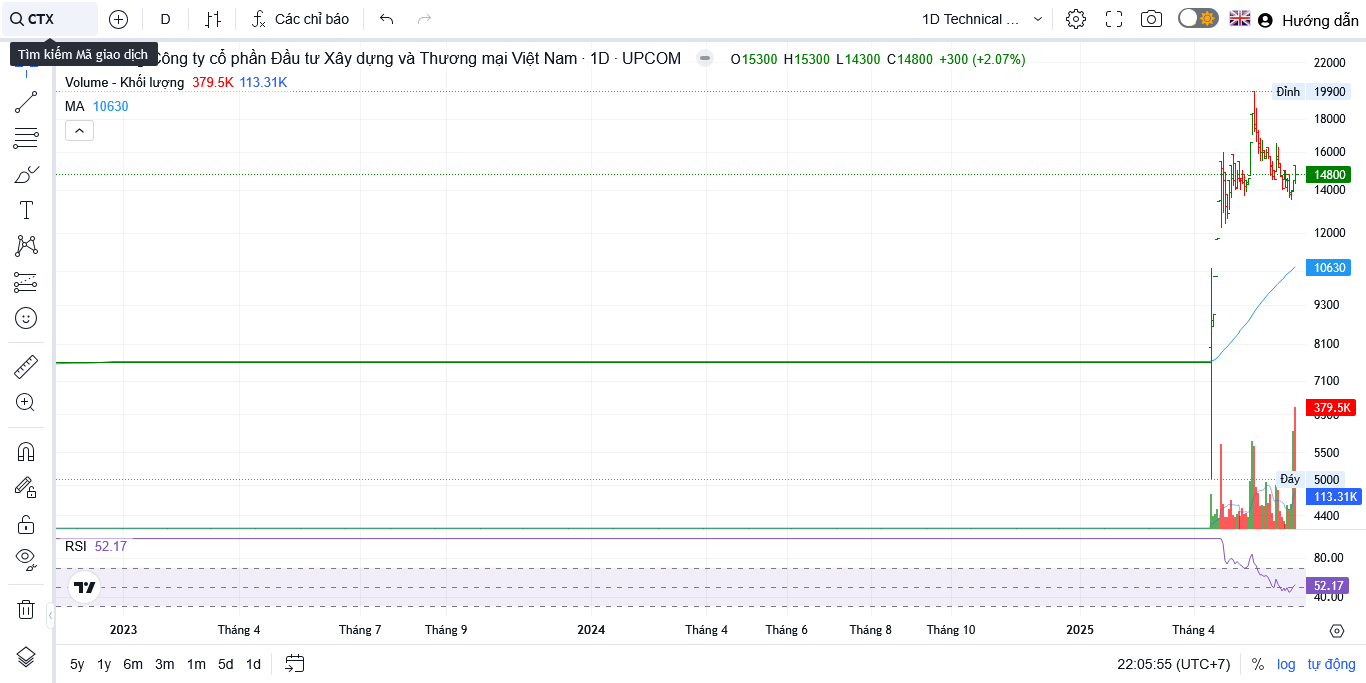 CTX
D
Các chỉ báo
1D Technical ...
Hướng dẫn
Tìm kiếm Mã giao dịch
Công ty cổ phần Đầu tư Xây dựng và Thương mại Việt Nam · 1D · UPCOM
O15300 H15300 L14300 C14800 +300 (+2.07%)
Volume - Khối lượng 379.5K 113.31K
MA 10630
22000
Đỉnh 19900
18000
16000
14800
14000
12000
10630
9300
8100
7100
379.5K
5500
Đáy 5000
113.31K
4400
RSI 52.17
80.00
52.17
40.00
2023 Tháng 4 Tháng 7 Tháng 9 2024 Tháng 4 Tháng 6 Tháng 8 Tháng 10 2025 Tháng 4
5y 1y 6m 3m 1m 5d 1d
22:05:55 (UTC+7) % log tự động